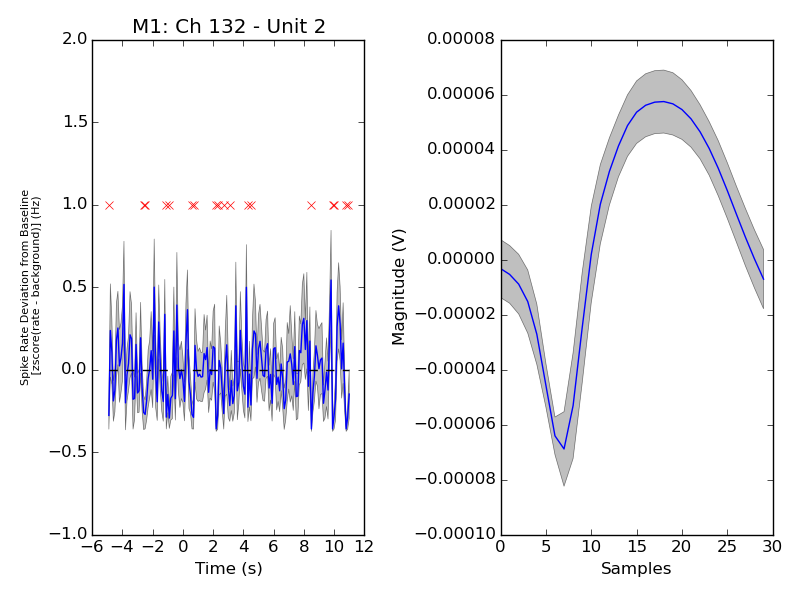 M1: Ch 132 - Unit 2
Spike Rate Deviation from Baseline
[zscore(rate - background)] (Hz)
2.0
1.5
1.0
0.5
0.0
−0.5
−1.0
−6 −4 −2 0 2 4 6 8 10 12
Time (s)
Magnitude (V)
0.00008
0.00006
0.00004
0.00002
0.00000
−0.00002
−0.00004
−0.00006
−0.00008
−0.00010
0 5 10 15 20 25 30
Samples